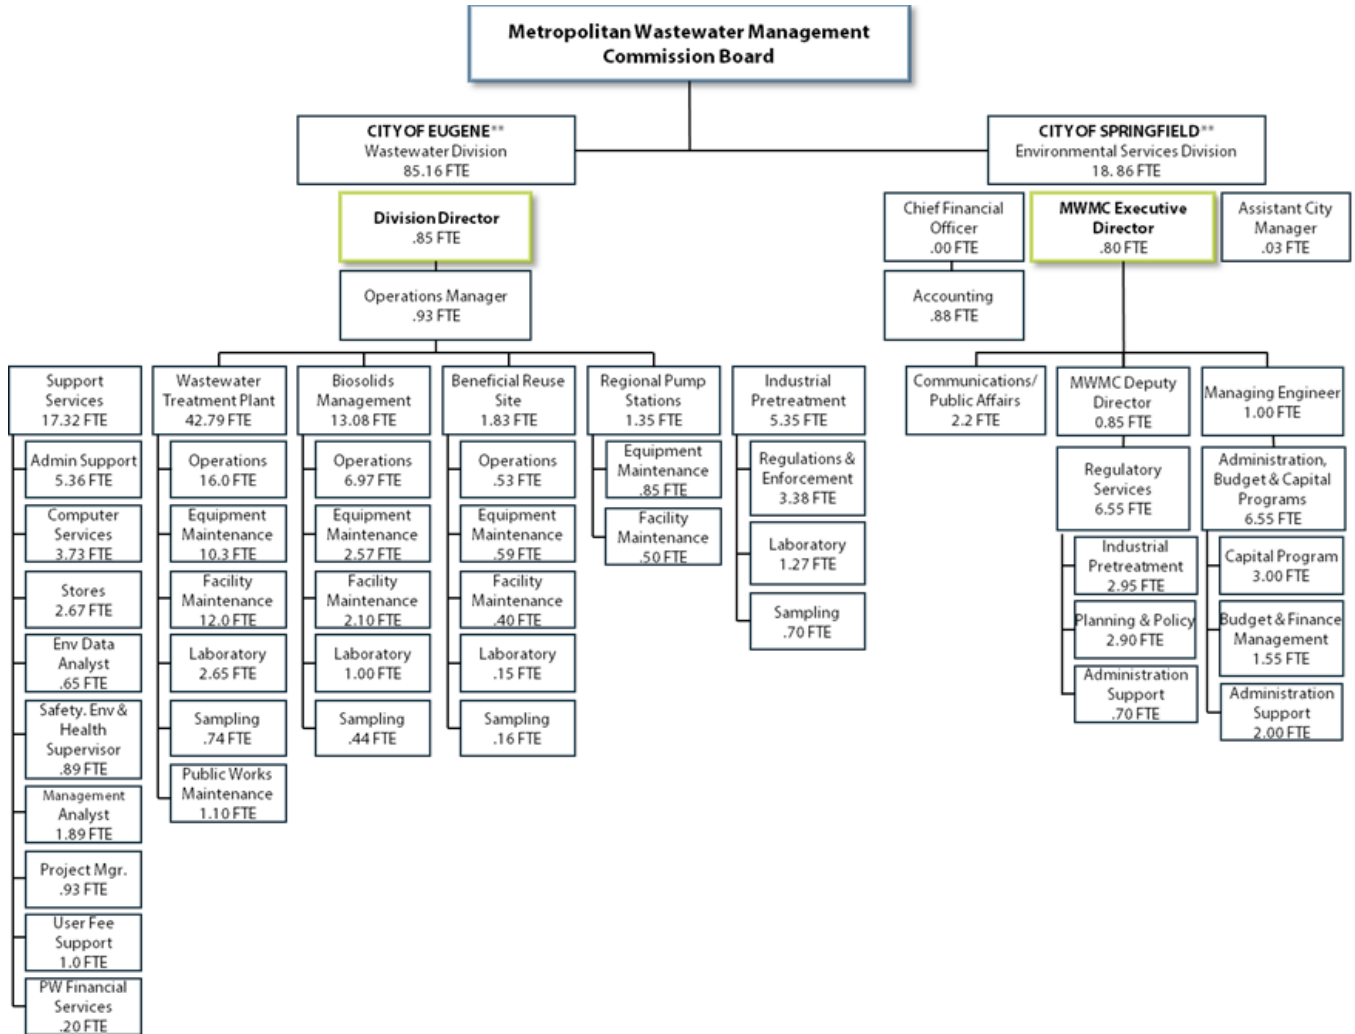 Metropolitan Wastewater Management
Commission Board
CITY OF EUGENE**
Wastewater Division
85.16 FTE
CITY OF SPRINGFIELD**
Environmental Services Division
18. 86 FTE
Division Director
.85 FTE
Operations Manager
.93 FTE
Chief Financial
Officer
.00 FTE
MWMC Executive
Director
.80 FTE
Assistant City
Manager
.03 FTE
Accounting
.88 FTE
Support
Services
17.32 FTE
Admin Support
5.36 FTE
Computer
Services
3.73 FTE
Stores
2.67 FTE
Env Data
Analyst
.65 FTE
Safety. Env &
Health
Supervisor
.89 FTE
Management
Analyst
1.89 FTE
Project Mgr.
.93 FTE
User Fee
Support
1.0 FTE
PW Financial
Services
.20 FTE
Wastewater
Treatment Plant
42.79 FTE
Operations
16.0 FTE
Equipment
Maintenance
10.3 FTE
Facility
Maintenance
12.0 FTE
Laboratory
2.65 FTE
Sampling
.74 FTE
Public Works
Maintenance
1.10 FTE
Biosolids
Management
13.08 FTE
Operations
6.97 FTE
Equipment
Maintenance
2.57 FTE
Facility
Maintenance
2.10 FTE
Laboratory
1.00 FTE
Sampling
.44 FTE
Beneficial Reuse
Site
1.83 FTE
Operations
.53 FTE
Equipment
Maintenance
.59 FTE
Facility
Maintenance
.40 FTE
Laboratory
.15 FTE
Sampling
.16 FTE
Regional Pump
Stations
1.35 FTE
Equipment
Maintenance
.85 FTE
Facility
Maintenance
.50 FTE
Industrial
Pretreatment
5.35 FTE
Regulations &
Enforcement
3.38 FTE
Laboratory
1.27 FTE
Sampling
.70 FTE
Communications/
Public Affairs
2.2 FTE
MWMC Deputy
Director
0.85 FTE
Regulatory
Services
6.55 FTE
Industrial
Pretreatment
2.95 FTE
Planning & Policy
2.90 FTE
Administration
Support
.70 FTE
Managing Engineer
1.00 FTE
Administration,
Budget & Capital
Programs
6.55 FTE
Capital Program
3.00 FTE
Budget & Finance
Management
1.55 FTE
Administration
Support
2.00 FTE